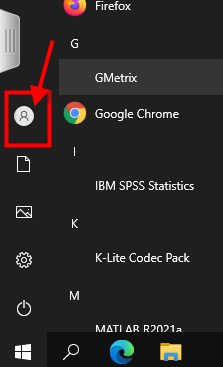 Firefox
G
GMetrix
Google Chrome
I
IBM SPSS Statistics
K
K-Lite Codec Pack
M
MATLAB R2021a